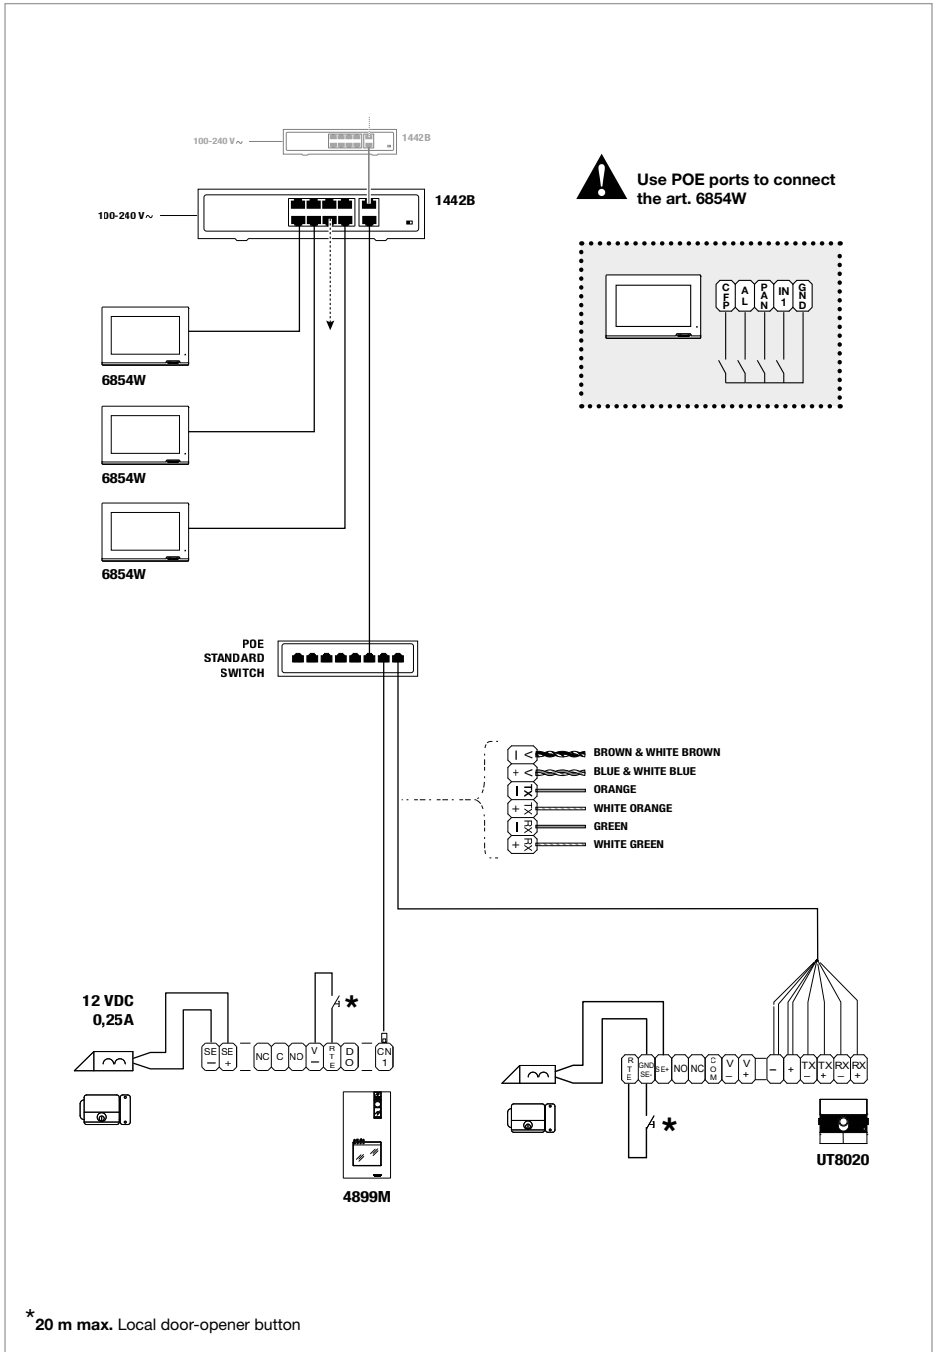 100-240 V~
1442B
100-240 V~
1442B
Use POE ports to connect
the art. 6854W
CFP AL PAN IN1 GND
6854W
6854W
6854W
POE
STANDARD
SWITCH
V – BROWN & WHITE BROWN
V + BLUE & WHITE BLUE
TX – ORANGE
TX + WHITE ORANGE
RX – GREEN
RX + WHITE GREEN
12 VDC
0,25A
*
SE– SE+ NC C NO V– RTE DO CN1
4899M
RTE GND SE- SE+ NO NC COM V– V+ – + TX– TX+ RX– RX+
*
UT8020
*20 m max. Local door-opener button